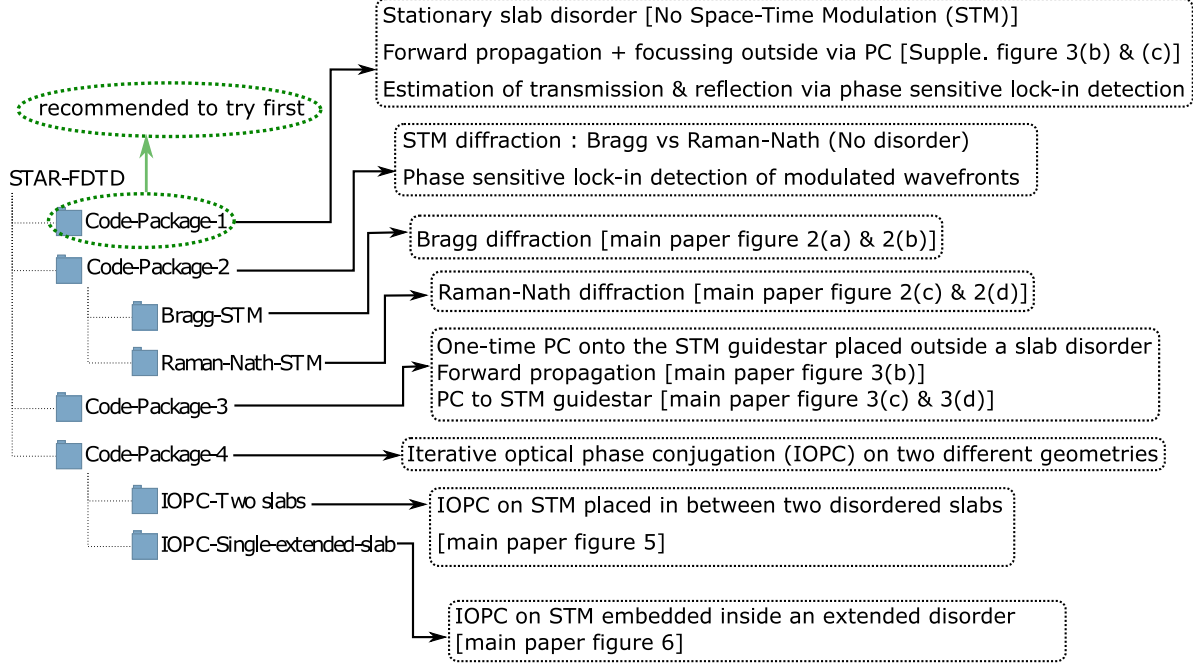 Stationary slab disorder [No Space-Time Modulation (STM)]
Forward propagation + focussing outside via PC [Supple. figure 3(b) & (c)]
Estimation of transmission & reflection via phase sensitive lock-in detection
recommended to try first
STM diffraction : Bragg vs Raman-Nath (No disorder)
Phase sensitive lock-in detection of modulated wavefronts
STAR-FDTD
Code-Package-1
Bragg diffraction [main paper figure 2(a) & 2(b)]
Code-Package-2
Raman-Nath diffraction [main paper figure 2(c) & 2(d)]
Bragg-STM
Raman-Nath-STM
One-time PC onto the STM guidestar placed outside a slab disorder
Forward propagation [main paper figure 3(b)]
PC to STM guidestar [main paper figure 3(c) & 3(d)]
Code-Package-3
Code-Package-4
Iterative optical phase conjugation (IOPC) on two different geometries
IOPC-Two slabs
IOPC on STM placed in between two disordered slabs
[main paper figure 5]
IOPC-Single-extended-slab
IOPC on STM embedded inside an extended disorder
[main paper figure 6]